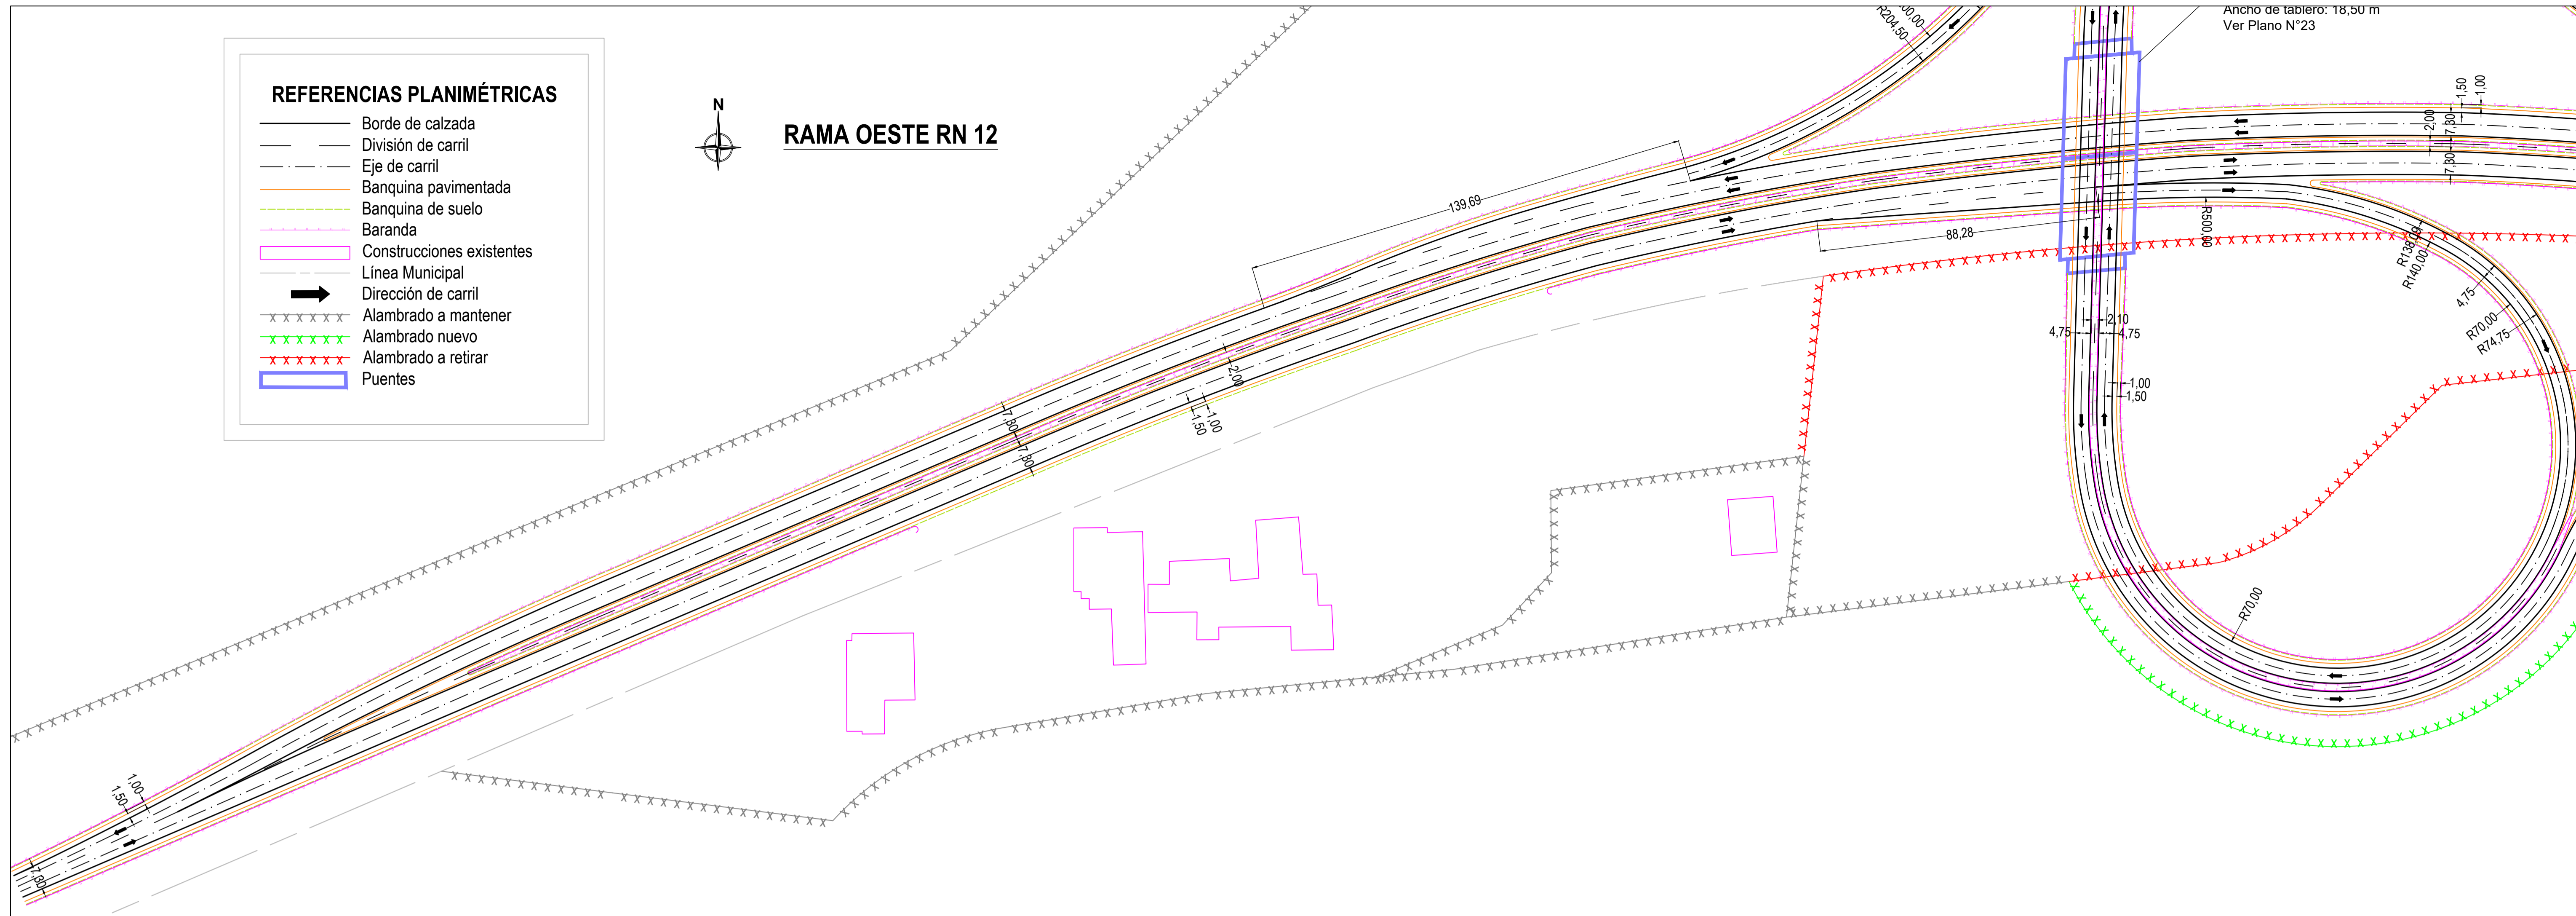 REFERENCIAS PLANIMÉTRICAS
Borde de calzada
División de carril
Eje de carril
Banquina pavimentada
Banquina de suelo
Baranda
Construcciones existentes
Línea Municipal
Dirección de carril
Alambrado a mantener
Alambrado nuevo
Alambrado a retirar
Puentes
N
RAMA OESTE RN 12
R204,50
Ancho de tablero: 18,50 m
Ver Plano N°23
139,69
88,28
1,50
1,00
2,00
7,30
7,30
R500,00
R138,09
R140,00
4,75
R70,00
R74,75
2,10
4,75
4,75
1,00
1,50
2,00
1,00
1,50
7,30
7,30
R70,00
1,00
1,50
7,30